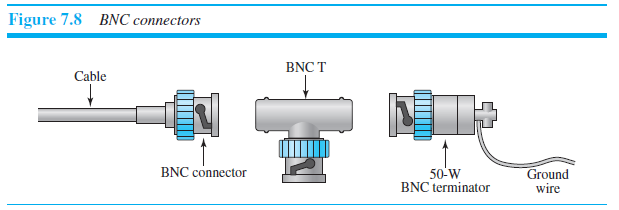 Figure 7.8 BNC connectors
Cable
BNC T
BNC connector
50-W
BNC terminator
Ground
wire